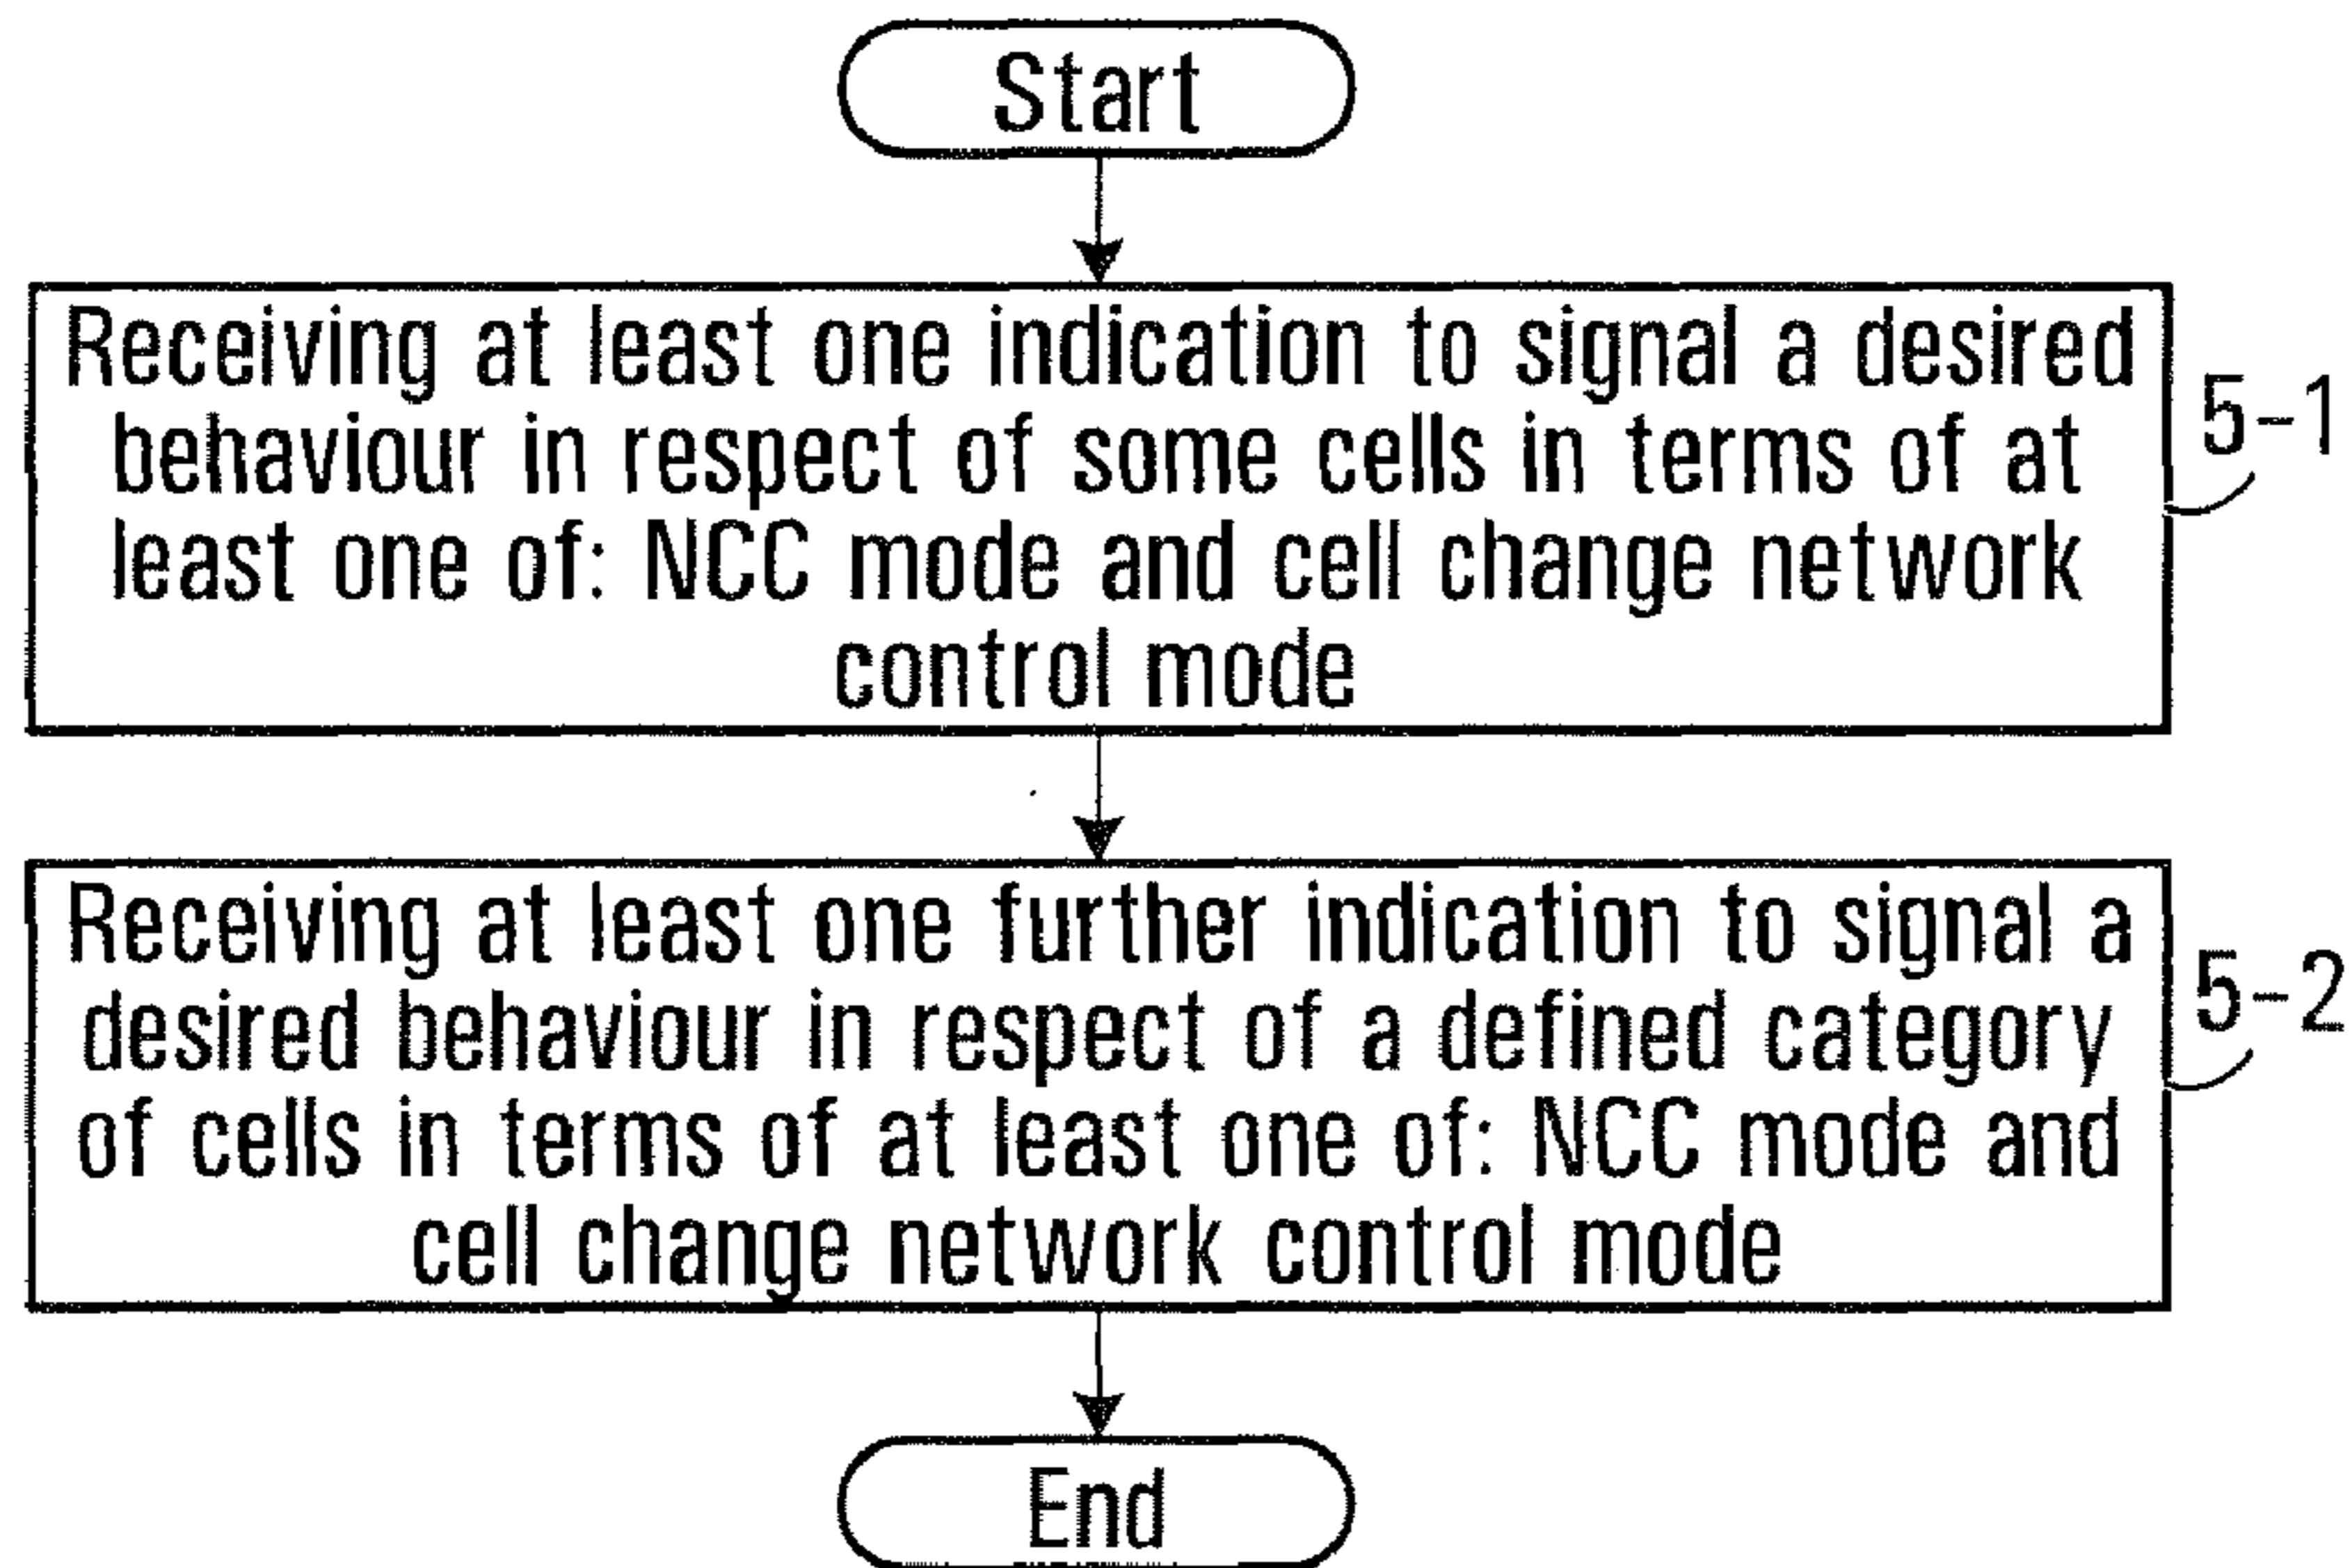 Start
Receiving at least one indication to signal a desired
behaviour in respect of some cells in terms of at
least one of: NCC mode and cell change network
control mode
5-1
Receiving at least one further indication to signal a
desired behaviour in respect of a defined category
of cells in terms of at least one of: NCC mode and
cell change network control mode
5-2
End